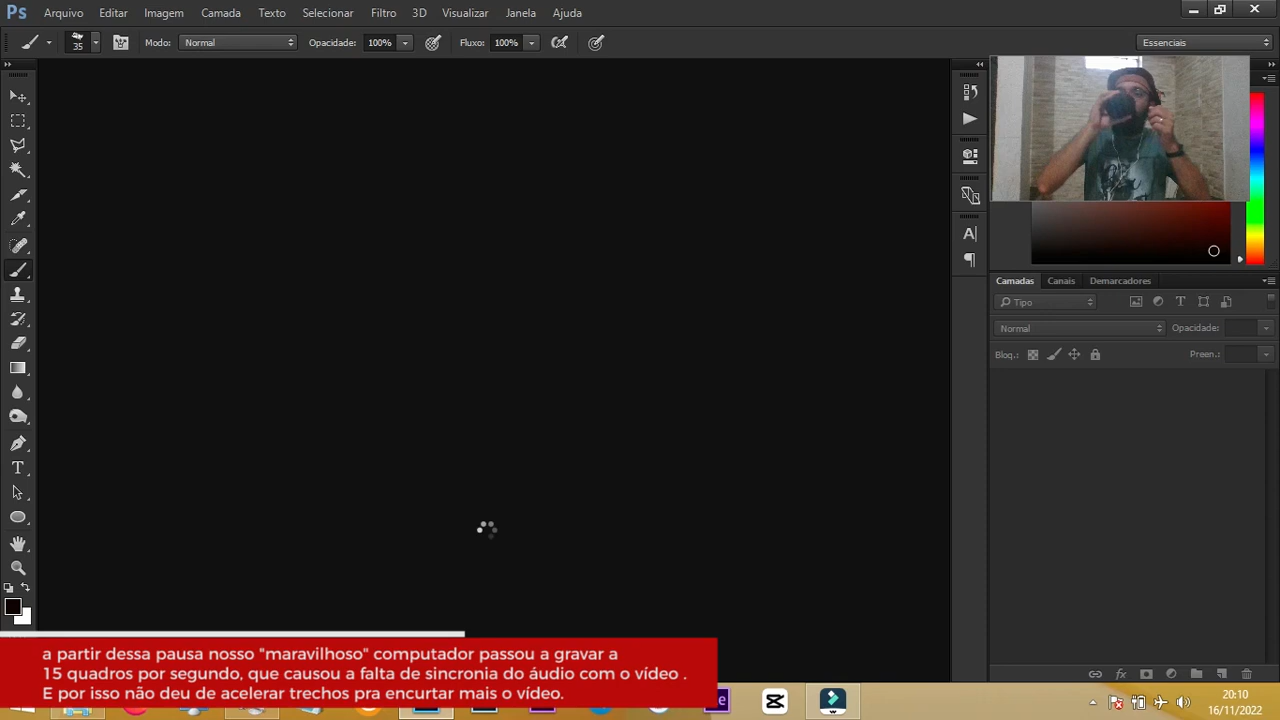 Ps Arquivo Editar Imagem Camada Texto Selecionar Filtro 3D Visualizar Janela Ajuda
35 Modo: Normal Opacidade: 100% Fluxo: 100% Essenciais
A|
Camadas Canais Demarcadores
Tipo T
Normal Opacidade:
Bloq.: Preen.:
T
fx
a partir dessa pausa nosso "maravilhoso" computador passou a gravar a
15 quadros por segundo, que causou a falta de sincronia do áudio com o vídeo .
E por isso não deu de acelerar trechos pra encurtar mais o vídeo.
20:10
16/11/2022